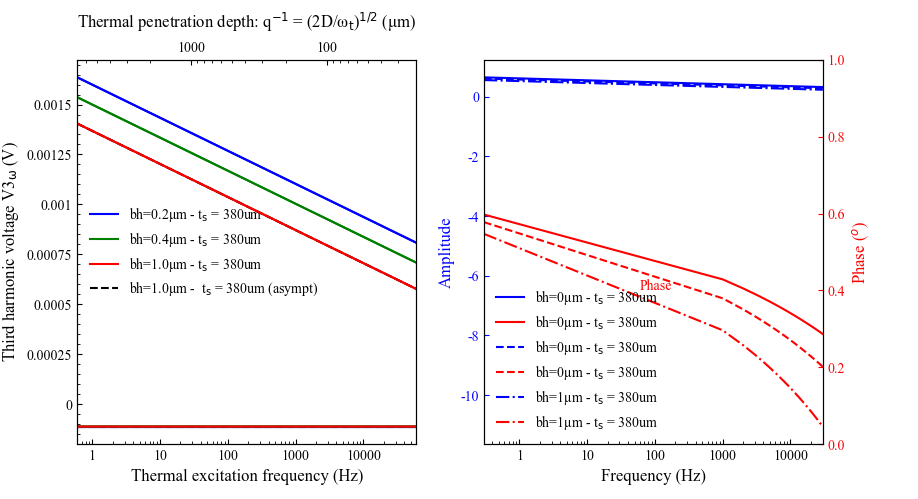 Thermal penetration depth: q⁻¹ = (2D/ωt)^1/2 (μm)
1000 100
Third harmonic voltage V3ω (V)
0.0015
0.00125
0.001
0.00075
0.0005
0.00025
0
bh=0.2μm - ts = 380um
bh=0.4μm - ts = 380um
bh=1.0μm - ts = 380um
bh=1.0μm - ts = 380um (asympt)
1 10 100 1000 10000
Thermal excitation frequency (Hz)
Amplitude
0
-2
-4
-6
-8
-10
Phase
bh=0μm - ts = 380um
bh=0μm - ts = 380um
bh=0μm - ts = 380um
bh=0μm - ts = 380um
bh=1μm - ts = 380um
bh=1μm - ts = 380um
1 10 100 1000 10000
Frequency (Hz)
1.0
0.8
0.6
0.4
0.2
0.0
Phase (°)